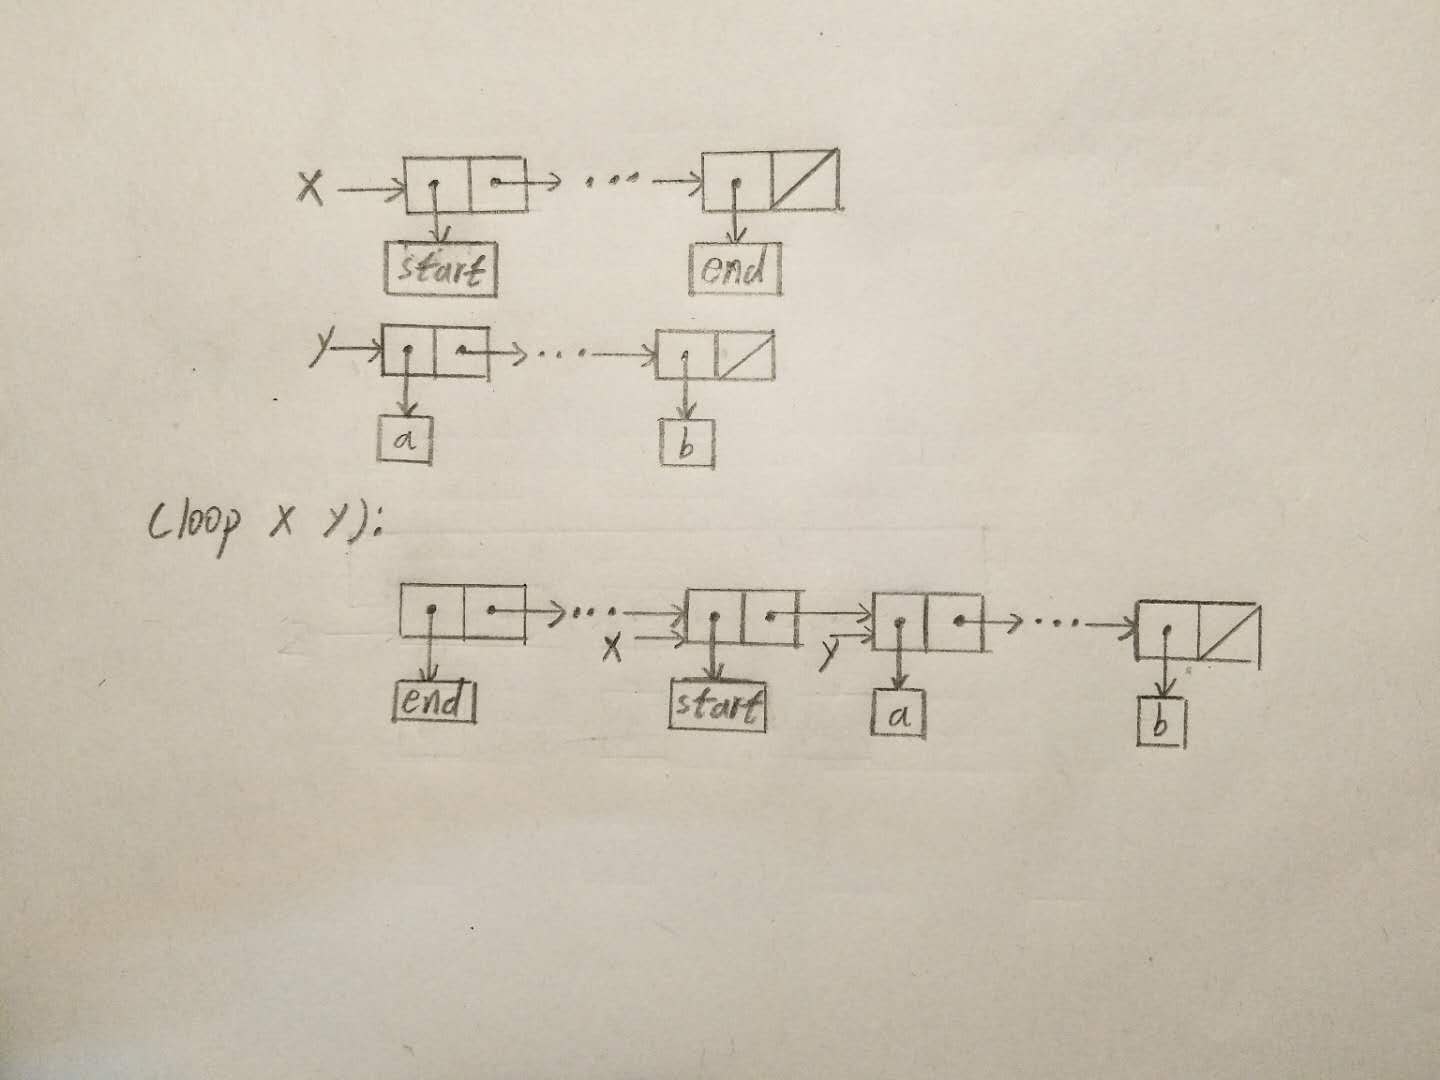 X
start end
y
a b
(loop X y):
X y
end start a b